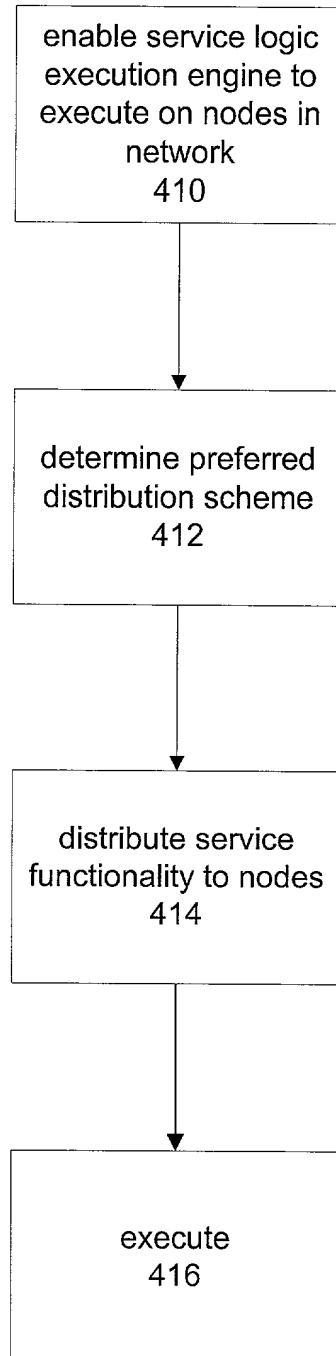 enable service logic
execution engine to
execute on nodes in
network
410
determine preferred
distribution scheme
412
distribute service
functionality to nodes
414
execute
416